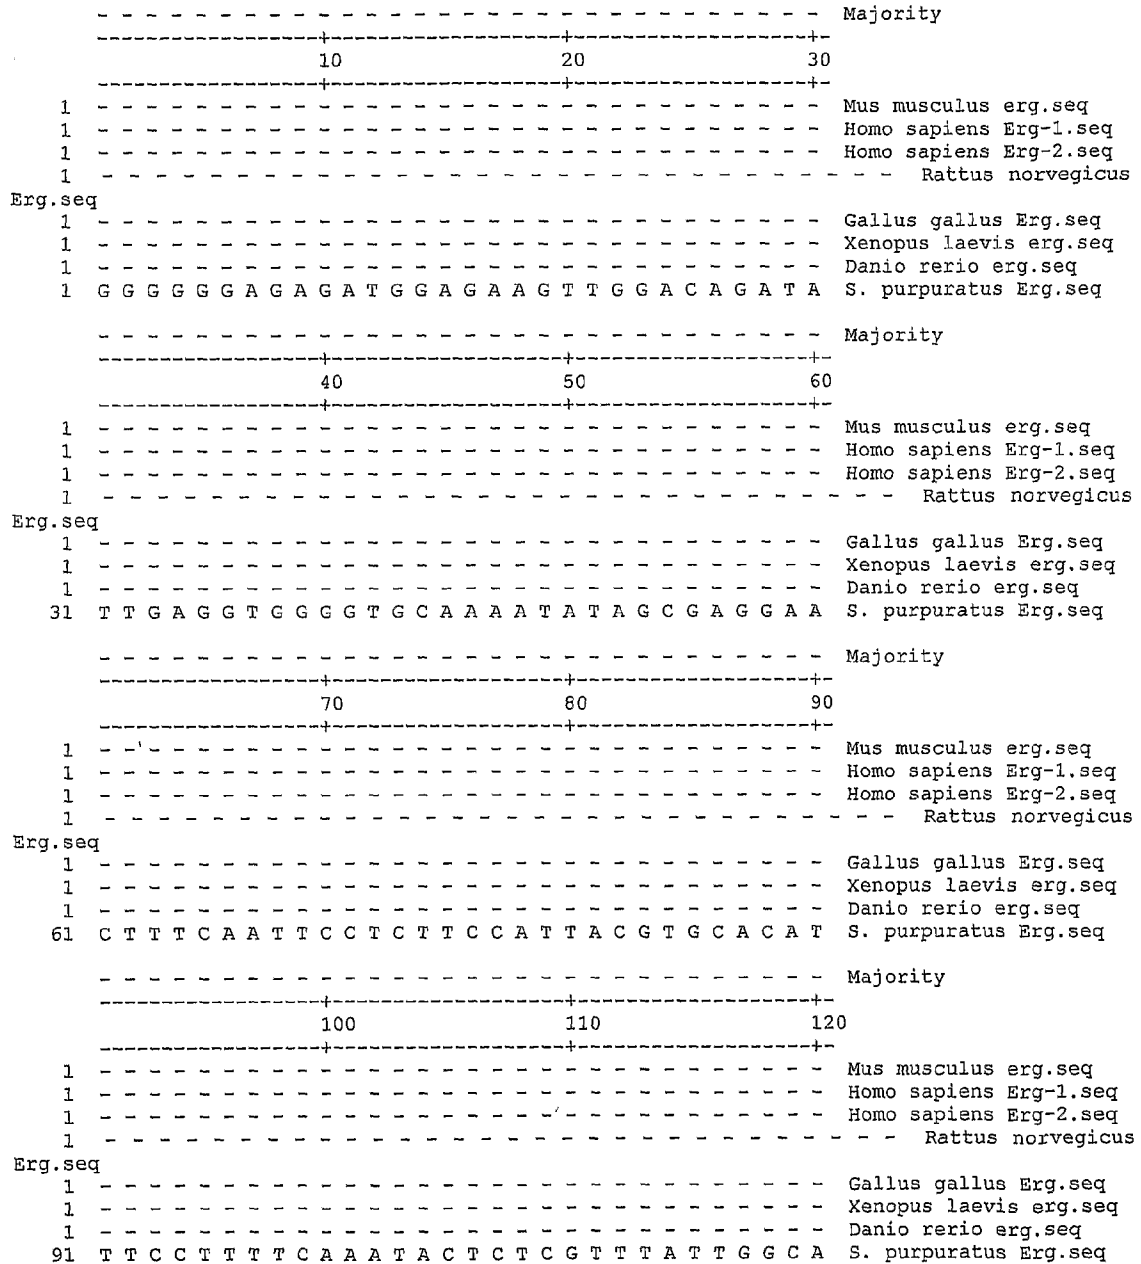 - - - - - - - - - - - - - - - - - - - - - - - - - - - - - - Majority
------------------+-------------------+-------------------+-
10 20 30
------------------+-------------------+-------------------+-
1 - - - - - - - - - - - - - - - - - - - - - - - - - - - - - - Mus musculus erg.seq
1 - - - - - - - - - - - - - - - - - - - - - - - - - - - - - - Homo sapiens Erg-1.seq
1 - - - - - - - - - - - - - - - - - - - - - - - - - - - - - - Homo sapiens Erg-2.seq
1 - - - - - - - - - - - - - - - - - - - - - - - - - - - - - - Rattus norvegicus
Erg.seq
1 - - - - - - - - - - - - - - - - - - - - - - - - - - - - - - Gallus gallus Erg.seq
1 - - - - - - - - - - - - - - - - - - - - - - - - - - - - - - Xenopus laevis erg.seq
1 - - - - - - - - - - - - - - - - - - - - - - - - - - - - - - Danio rerio erg.seq
1 G G G G G G A G A G A T G G A G A A G T T G G A C A G A T A S. purpuratus Erg.seq
- - - - - - - - - - - - - - - - - - - - - - - - - - - - - - Majority
------------------+-------------------+-------------------+-
40 50 60
------------------+-------------------+-------------------+-
1 - - - - - - - - - - - - - - - - - - - - - - - - - - - - - - Mus musculus erg.seq
1 - - - - - - - - - - - - - - - - - - - - - - - - - - - - - - Homo sapiens Erg-1.seq
1 - - - - - - - - - - - - - - - - - - - - - - - - - - - - - - Homo sapiens Erg-2.seq
1 - - - - - - - - - - - - - - - - - - - - - - - - - - - - - - Rattus norvegicus
Erg.seq
1 - - - - - - - - - - - - - - - - - - - - - - - - - - - - - - Gallus gallus Erg.seq
1 - - - - - - - - - - - - - - - - - - - - - - - - - - - - - - Xenopus laevis erg.seq
1 - - - - - - - - - - - - - - - - - - - - - - - - - - - - - - Danio rerio erg.seq
31 T T G A G G T G G G G T G C A A A A T A T A G C G A G G A A S. purpuratus Erg.seq
- - - - - - - - - - - - - - - - - - - - - - - - - - - - - - Majority
------------------+-------------------+-------------------+-
70 80 90
------------------+-------------------+-------------------+-
1 - - - - - - - - - - - - - - - - - - - - - - - - - - - - - - Mus musculus erg.seq
1 - - - - - - - - - - - - - - - - - - - - - - - - - - - - - - Homo sapiens Erg-1.seq
1 - - - - - - - - - - - - - - - - - - - - - - - - - - - - - - Homo sapiens Erg-2.seq
1 - - - - - - - - - - - - - - - - - - - - - - - - - - - - - - Rattus norvegicus
Erg.seq
1 - - - - - - - - - - - - - - - - - - - - - - - - - - - - - - Gallus gallus Erg.seq
1 - - - - - - - - - - - - - - - - - - - - - - - - - - - - - - Xenopus laevis erg.seq
1 - - - - - - - - - - - - - - - - - - - - - - - - - - - - - - Danio rerio erg.seq
61 C T T T C A A T T C C T C T T C C A T T A C G T G C A C A T S. purpuratus Erg.seq
- - - - - - - - - - - - - - - - - - - - - - - - - - - - - - Majority
------------------+-------------------+-------------------+-
100 110 120
------------------+-------------------+-------------------+-
1 - - - - - - - - - - - - - - - - - - - - - - - - - - - - - - Mus musculus erg.seq
1 - - - - - - - - - - - - - - - - - - - - - - - - - - - - - - Homo sapiens Erg-1.seq
1 - - - - - - - - - - - - - - - - - - - - - - - - - - - - - - Homo sapiens Erg-2.seq
1 - - - - - - - - - - - - - - - - - - - - - - - - - - - - - - Rattus norvegicus
Erg.seq
1 - - - - - - - - - - - - - - - - - - - - - - - - - - - - - - Gallus gallus Erg.seq
1 - - - - - - - - - - - - - - - - - - - - - - - - - - - - - - Xenopus laevis erg.seq
1 - - - - - - - - - - - - - - - - - - - - - - - - - - - - - - Danio rerio erg.seq
91 T T C C T T T T C A A A T A C T C T C G T T T A T T G G C A S. purpuratus Erg.seq